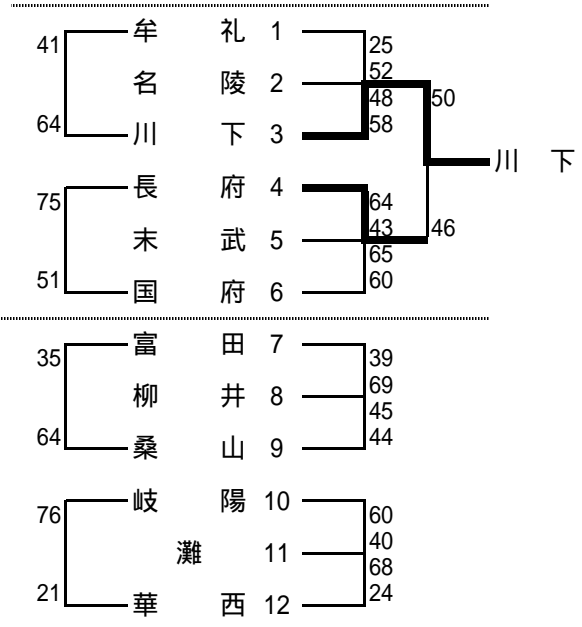 41 牟 礼 1 25
52
名 陵 2
48 50
64 川 下 3 58
川 下
75 長 府 4 64
43 46
末 武 5
65
51 国 府 6 60
35 富 田 7 39
69
柳 井 8
45
64 桑 山 9 44
76 岐 陽 10 60
40
灘 11
68
21 華 西 12 24